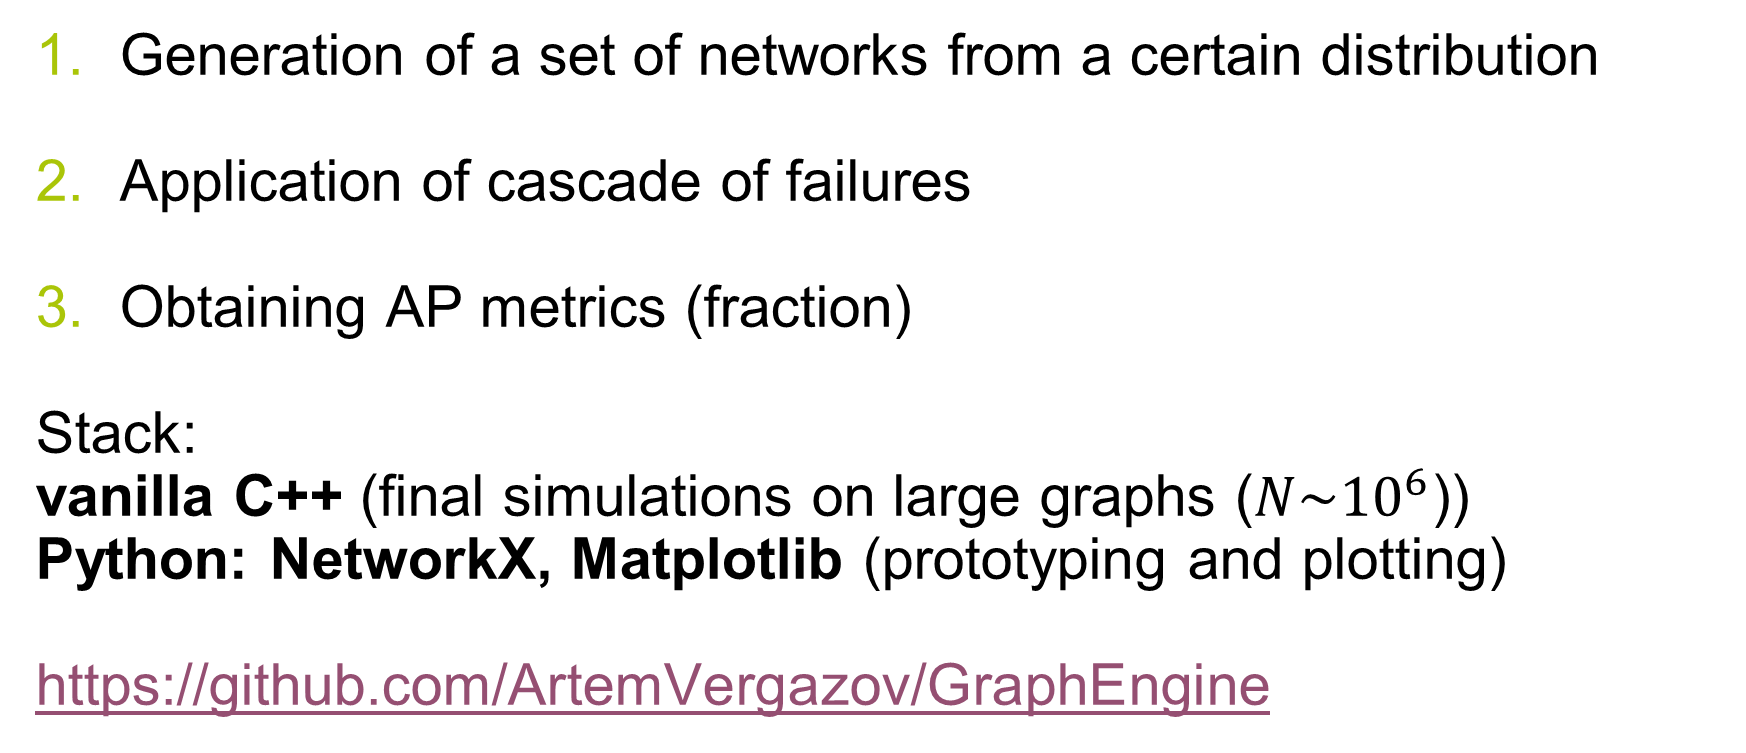 1. Generation of a set of networks from a certain distribution
2. Application of cascade of failures
3. Obtaining AP metrics (fraction)
Stack:
vanilla C++ (final simulations on large graphs (𝑁~10⁶))
Python: NetworkX, Matplotlib (prototyping and plotting)
https://github.com/ArtemVergazov/GraphEngine